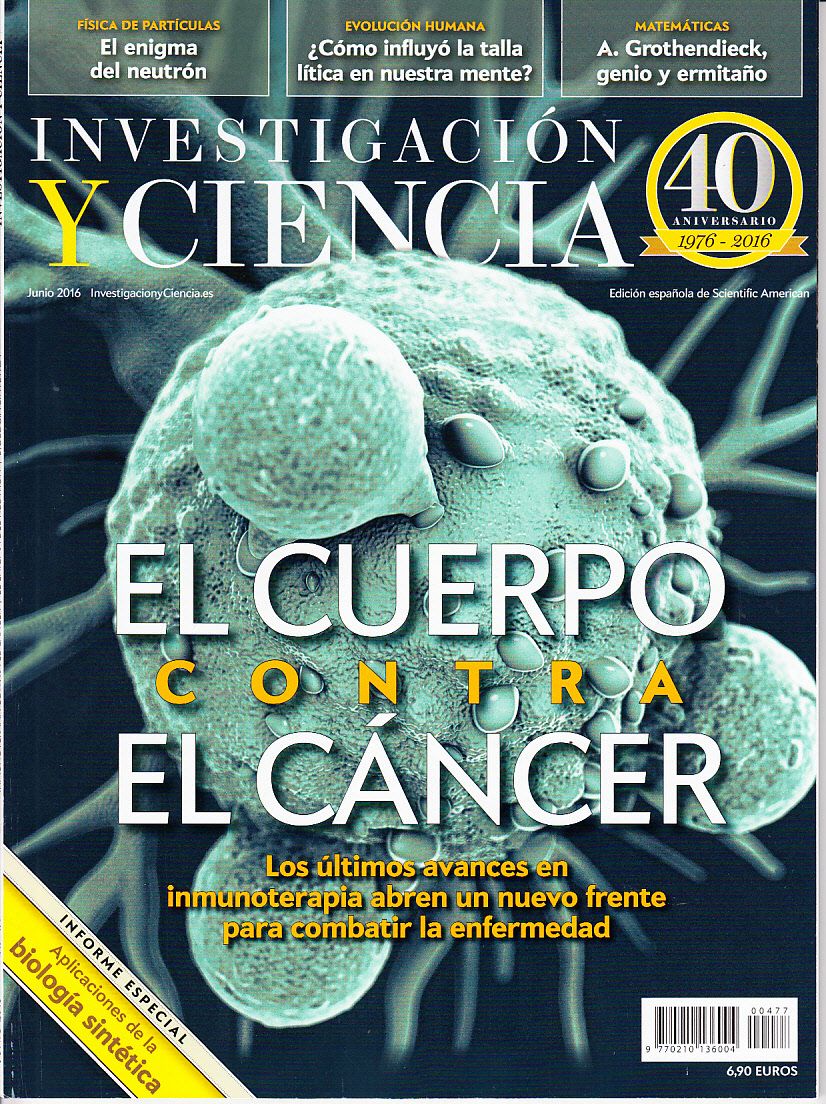 FÍSICA DE PARTÍCULAS
El enigma
del neutrón
EVOLUCIÓN HUMANA
¿Cómo influyó la talla
lítica en nuestra mente?
MATEMÁTICAS
A. Grothendieck,
genio y ermitaño
INVESTIGACIÓN
Y CIENCIA
40
ANIVERSARIO
1976 - 2016
Junio 2016 InvestigacionyCiencia.es
Edición española de Scientific American
EL CUERPO
CONTRA
EL CÁNCER
Los últimos avances en
inmunoterapia abren un nuevo frente
para combatir la enfermedad
INFORME ESPECIAL
Aplicaciones de la
biología sintética
00477
9 770210 136004
6,90 EUROS